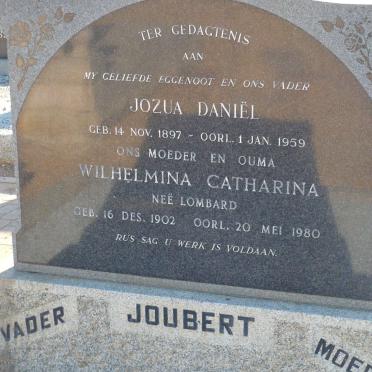 TER GEDAGTENIS
AAN
MY GELIEFDE EGGENOOT EN ONS VADER
JOZUA DANIËL
GEB. 14 NOV. 1897 - OORL. 1 JAN. 1959
ONS MOEDER EN OUMA
WILHELMINA CATHARINA
NEË LOMBARD
GEB. 16 DES. 1902 OORL. 20 MEI 1980
RUS SAG U WERK IS VOLDAAN.
VADER JOUBERT MOE